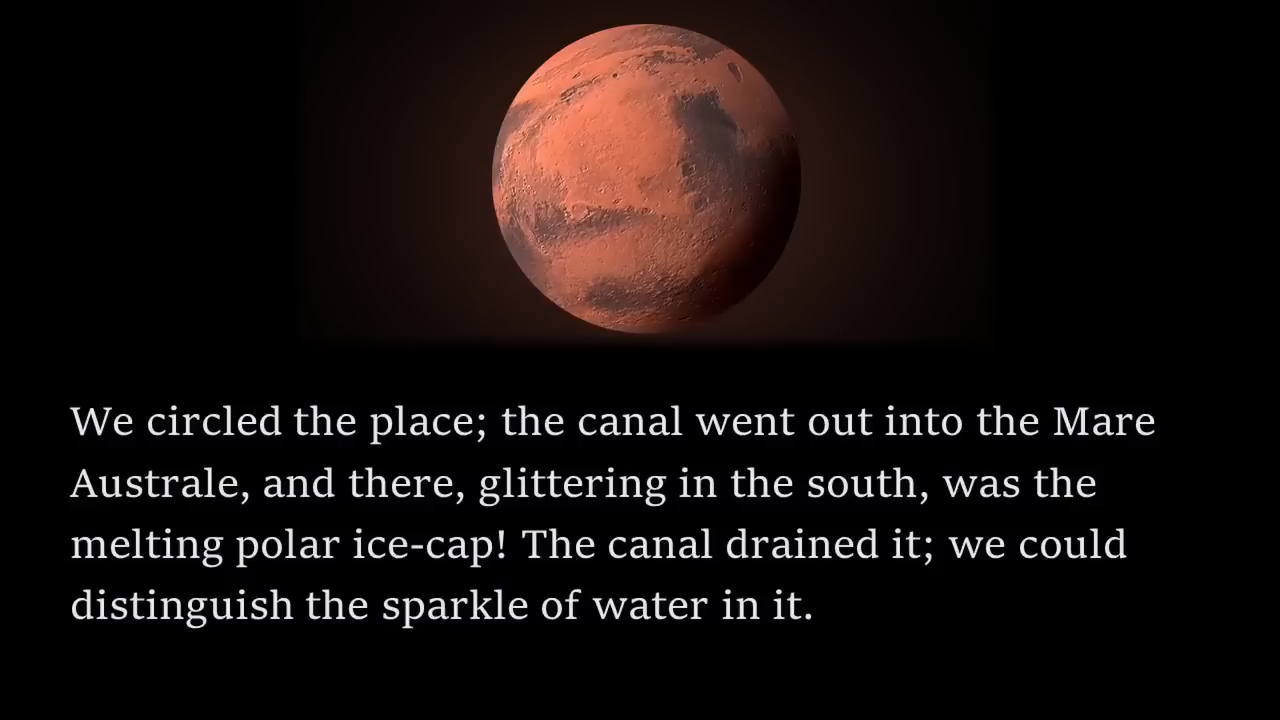 We circled the place; the canal went out into the Mare
Australe, and there, glittering in the south, was the
melting polar ice-cap! The canal drained it; we could
distinguish the sparkle of water in it.